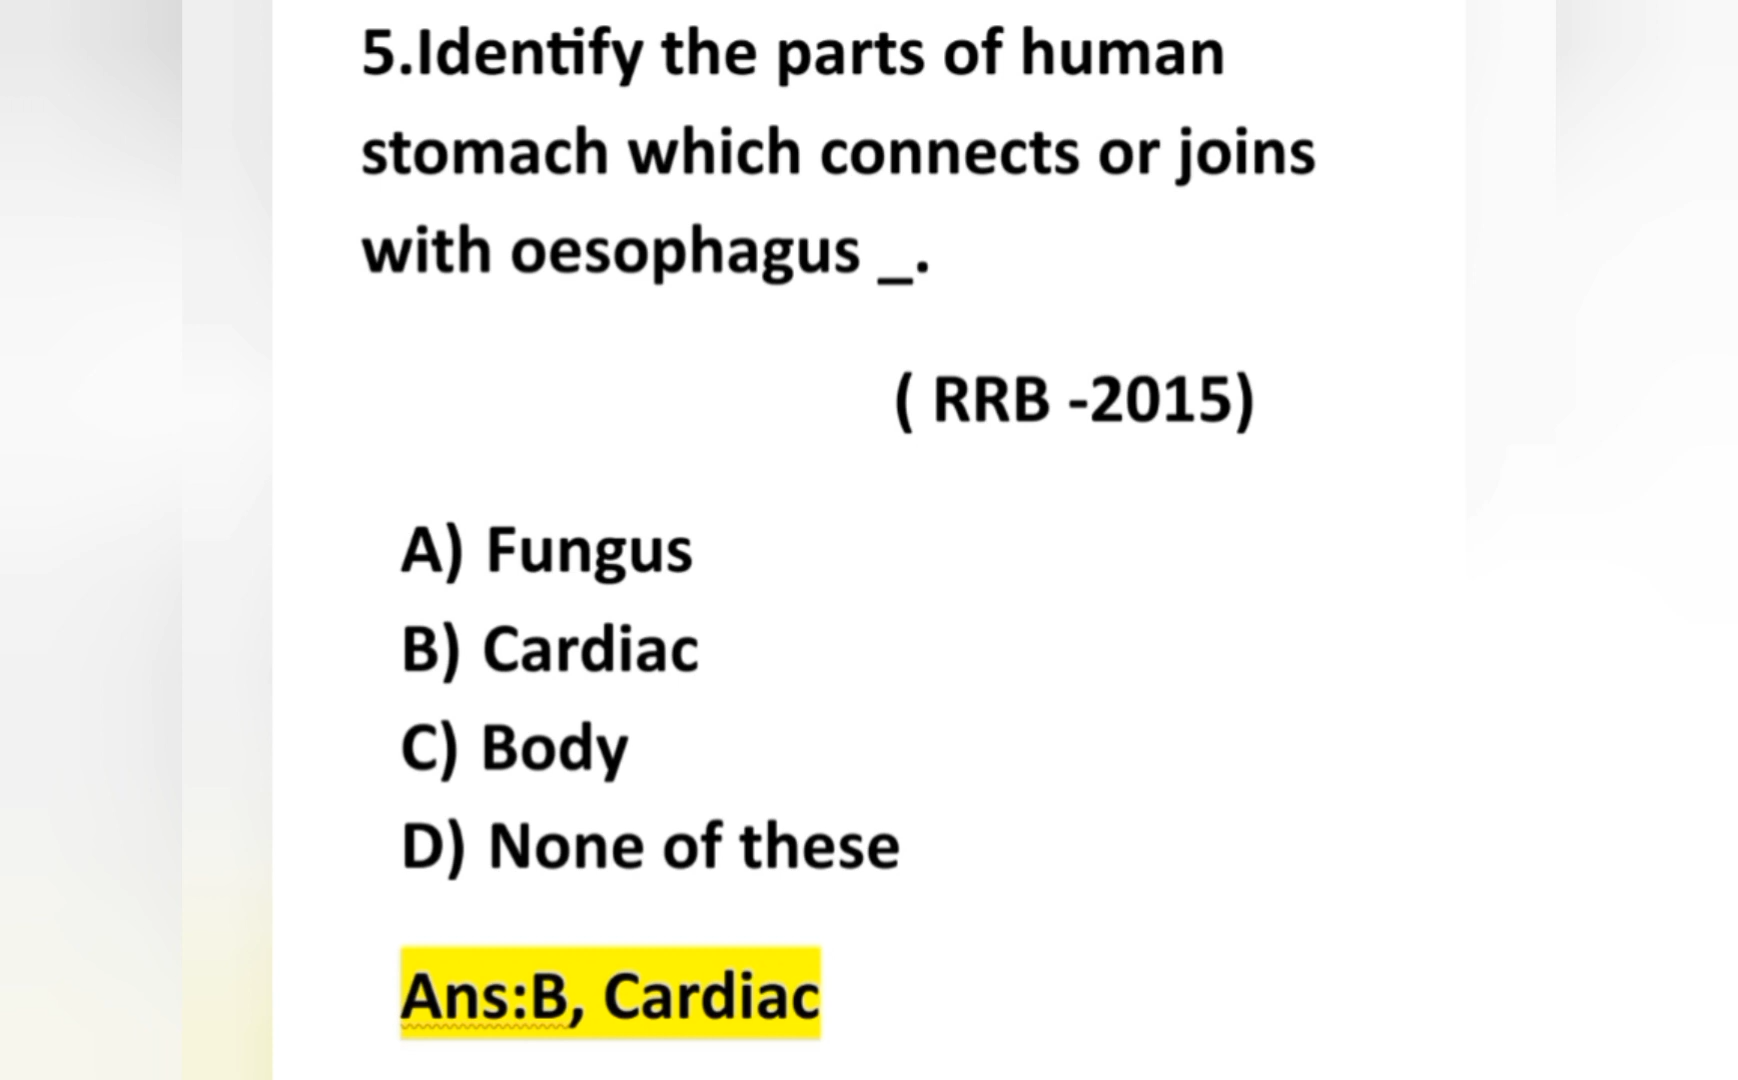 5.Identify the parts of human
stomach which connects or joins
with oesophagus _.
( RRB -2015)
A) Fungus
B) Cardiac
C) Body
D) None of these
Ans:B, Cardiac